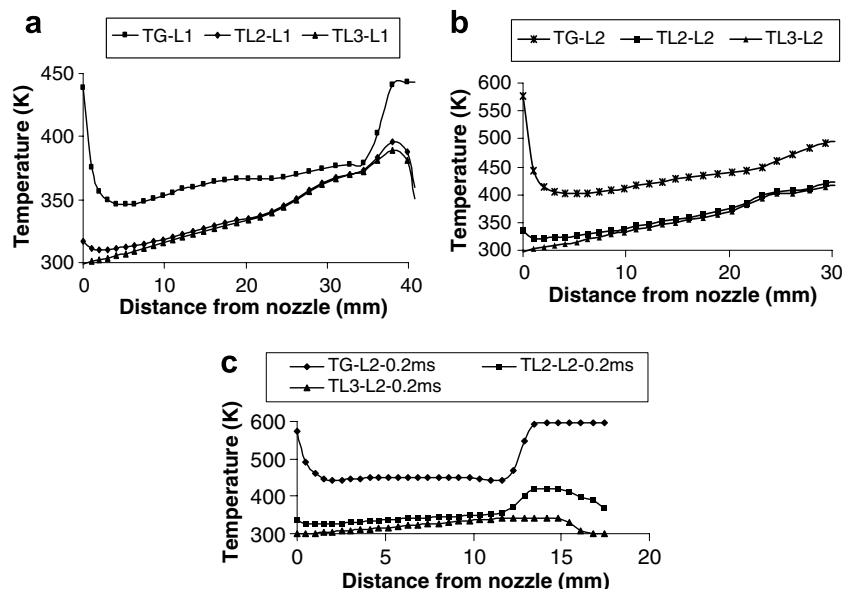 a
TG-L1 TL2-L1 TL3-L1
450
400
350
300
Temperature (K)
0 10 20 30 40
Distance from nozzle (mm)
b
TG-L2 TL2-L2 TL3-L2
600
550
500
450
400
350
300
Temperature (K)
0 10 20 30
Distance from nozzle (mm)
c
TG-L2-0.2ms TL2-L2-0.2ms
TL3-L2-0.2ms
600
500
400
300
Temperature (K)
0 5 10 15 20
Distance from nozzle (mm)